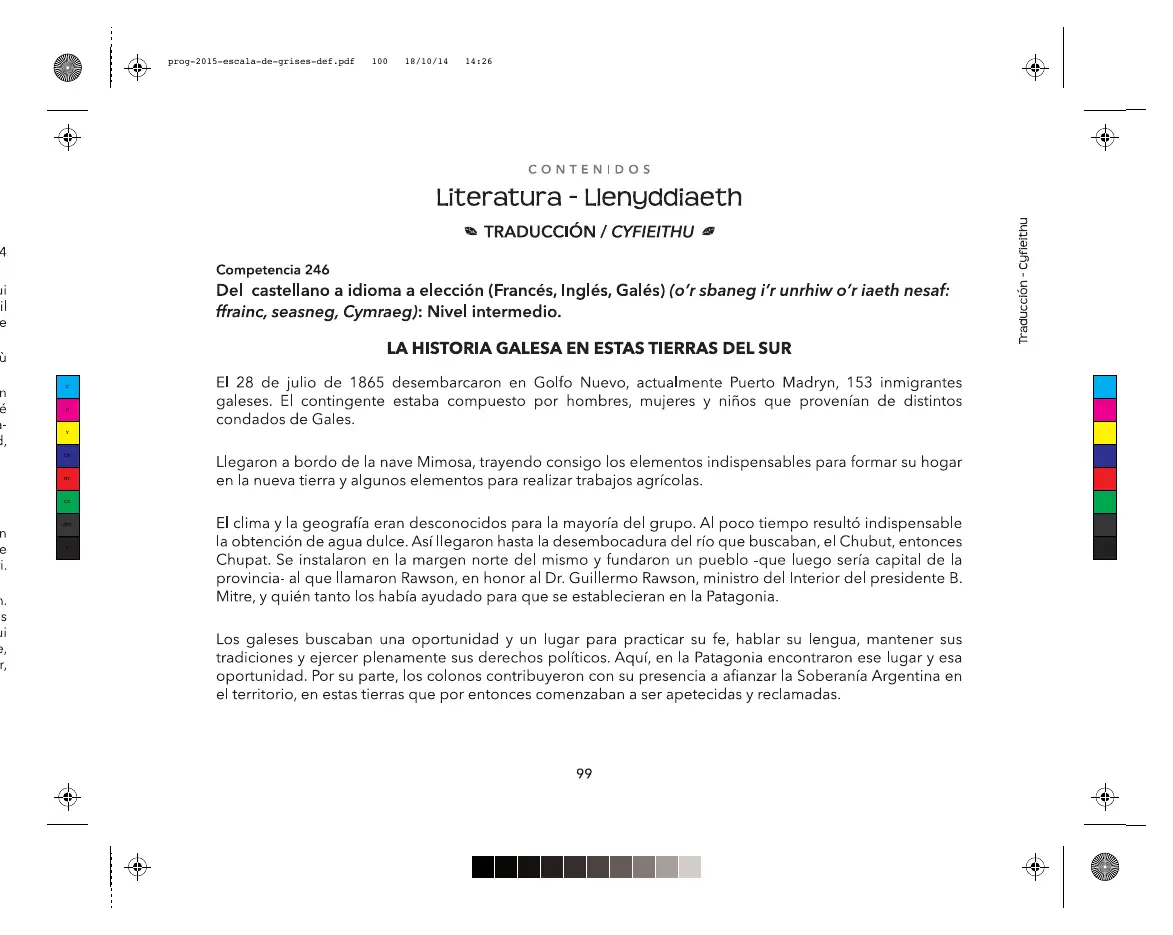 prog-2015-escala-de-grises-def.pdf 100 18/10/14 14:26
CONTENIDOS
Literatura - Llenyddiaeth
TRADUCCIÓN / CYFIEITHU
Competencia 246
Del castellano a idioma a elección (Francés, Inglés, Galés) (o’r sbaneg i’r unrhiw o’r iaeth nesaf:
ffrainc, seasneg, Cymraeg): Nivel intermedio.
LA HISTORIA GALESA EN ESTAS TIERRAS DEL SUR
El 28 de julio de 1865 desembarcaron en Golfo Nuevo, actualmente Puerto Madryn, 153 inmigrantes
galeses. El contingente estaba compuesto por hombres, mujeres y niños que provenían de distintos
condados de Gales.
Llegaron a bordo de la nave Mimosa, trayendo consigo los elementos indispensables para formar su hogar
en la nueva tierra y algunos elementos para realizar trabajos agrícolas.
El clima y la geografía eran desconocidos para la mayoría del grupo. Al poco tiempo resultó indispensable
la obtención de agua dulce. Así llegaron hasta la desembocadura del río que buscaban, el Chubut, entonces
Chupat. Se instalaron en la margen norte del mismo y fundaron un pueblo -que luego sería capital de la
provincia- al que llamaron Rawson, en honor al Dr. Guillermo Rawson, ministro del Interior del presidente B.
Mitre, y quién tanto los había ayudado para que se establecieran en la Patagonia.
Los galeses buscaban una oportunidad y un lugar para practicar su fe, hablar su lengua, mantener sus
tradiciones y ejercer plenamente sus derechos políticos. Aquí, en la Patagonia encontraron ese lugar y esa
oportunidad. Por su parte, los colonos contribuyeron con su presencia a afianzar la Soberanía Argentina en
el territorio, en estas tierras que por entonces comenzaban a ser apetecidas y reclamadas.
99
Traducción - Cyfieithu